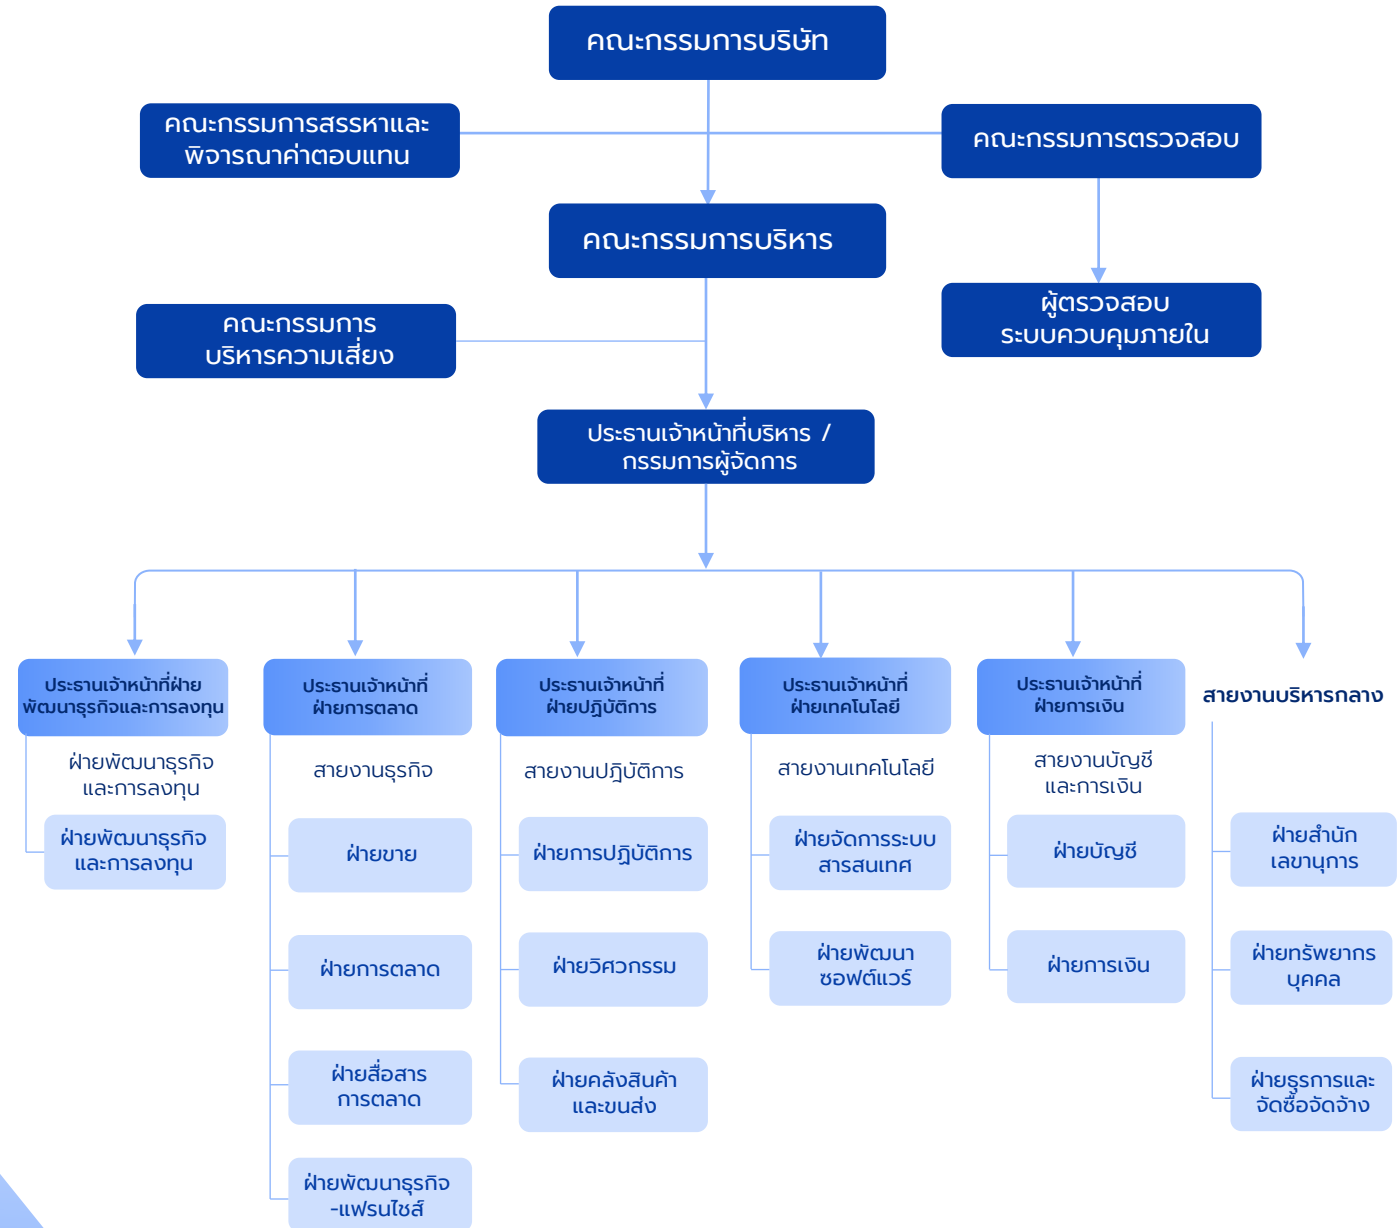 คณะกรรมการบริษัท
คณะกรรมการสรรหาและ
พิจารณาค่าตอบแทน
คณะกรรมการตรวจสอบ
คณะกรรมการบริหาร
ผู้ตรวจสอบ
ระบบควบคุมภายใน
คณะกรรมการ
บริหารความเสี่ยง
ประธานเจ้าหน้าที่บริหาร /
กรรมการผู้จัดการ
ประธานเจ้าหน้าที่ฝ่าย
พัฒนาธุรกิจและการลงทุน
ฝ่ายพัฒนาธุรกิจ
และการลงทุน
ฝ่ายพัฒนาธุรกิจ
และการลงทุน
ประธานเจ้าหน้าที่
ฝ่ายการตลาด
สายงานธุรกิจ
ฝ่ายขาย
ฝ่ายการตลาด
ฝ่ายสื่อสาร
การตลาด
ฝ่ายพัฒนาธุรกิจ
-แฟรนไชส์
ประธานเจ้าหน้าที่
ฝ่ายปฏิบัติการ
สายงานปฎิบัติการ
ฝ่ายการปฏิบัติการ
ฝ่ายวิศวกรรม
ฝ่ายคลังสินค้า
และขนส่ง
ประธานเจ้าหน้าที่
ฝ่ายเทคโนโลยี
สายงานเทคโนโลยี
ฝ่ายจัดการระบบ
สารสนเทศ
ฝ่ายพัฒนา
ซอฟต์แวร์
ประธานเจ้าหน้าที่
ฝ่ายการเงิน
สายงานบัญชี
และการเงิน
ฝ่ายบัญชี
ฝ่ายการเงิน
สายงานบริหารกลาง
ฝ่ายสำนัก
เลขานุการ
ฝ่ายทรัพยากร
บุคคล
ฝ่ายธุรการและ
จัดซื้อจัดจ้าง